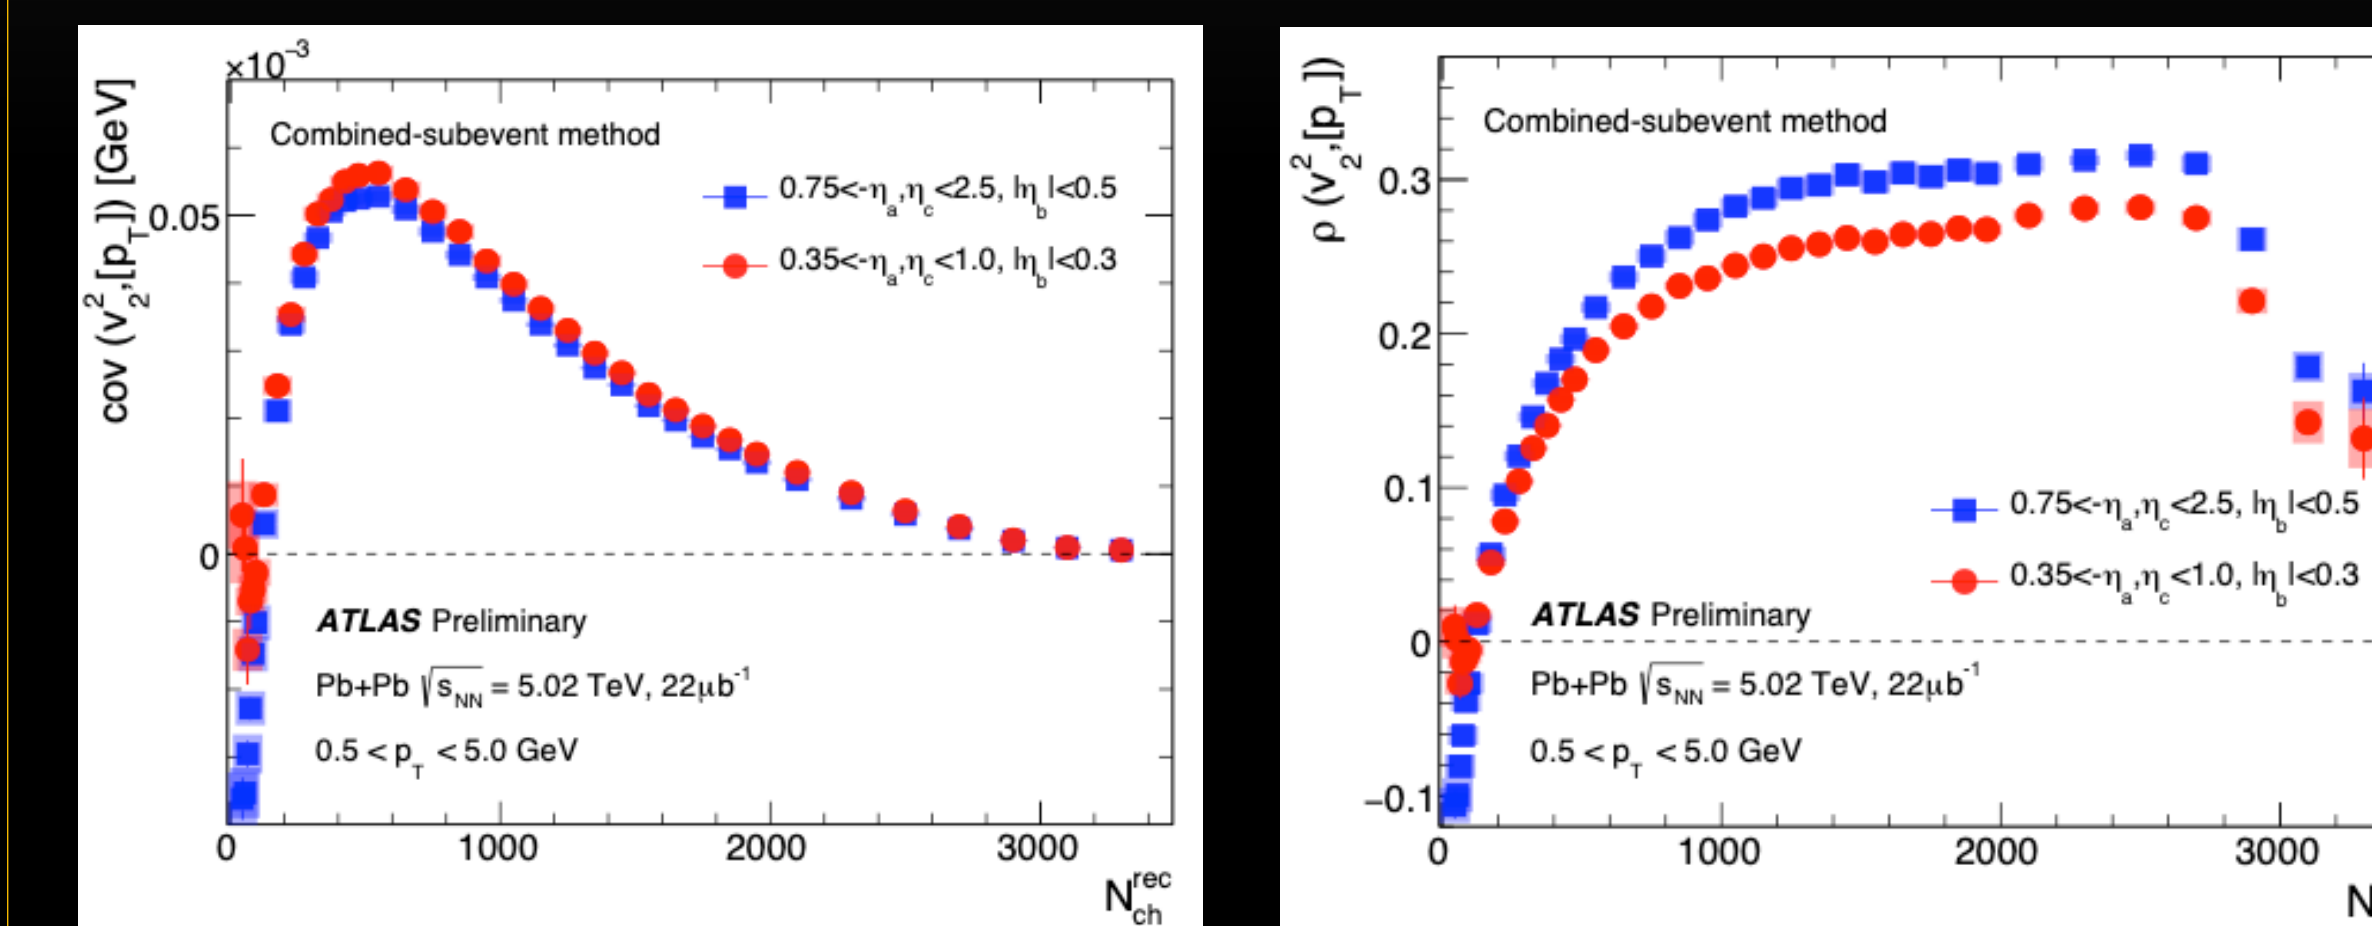 ×10⁻³
cov (v₂²,[p_T]) [GeV]
Combined-subevent method
0.75<-η_a,η_c<2.5, |η_b|<0.5
0.35<-η_a,η_c<1.0, |η_b|<0.3
0.05
0
ATLAS Preliminary
Pb+Pb √s_NN = 5.02 TeV, 22μb⁻¹
0.5 < p_T < 5.0 GeV
0 1000 2000 3000
N_ch^rec
ρ (v₂²,[p_T])
Combined-subevent method
0.3
0.2
0.1
0
−0.1
0.75<-η_a,η_c<2.5, |η_b|<0.5
0.35<-η_a,η_c<1.0, |η_b|<0.3
ATLAS Preliminary
Pb+Pb √s_NN = 5.02 TeV, 22μb⁻¹
0.5 < p_T < 5.0 GeV
0 1000 2000 3000
N